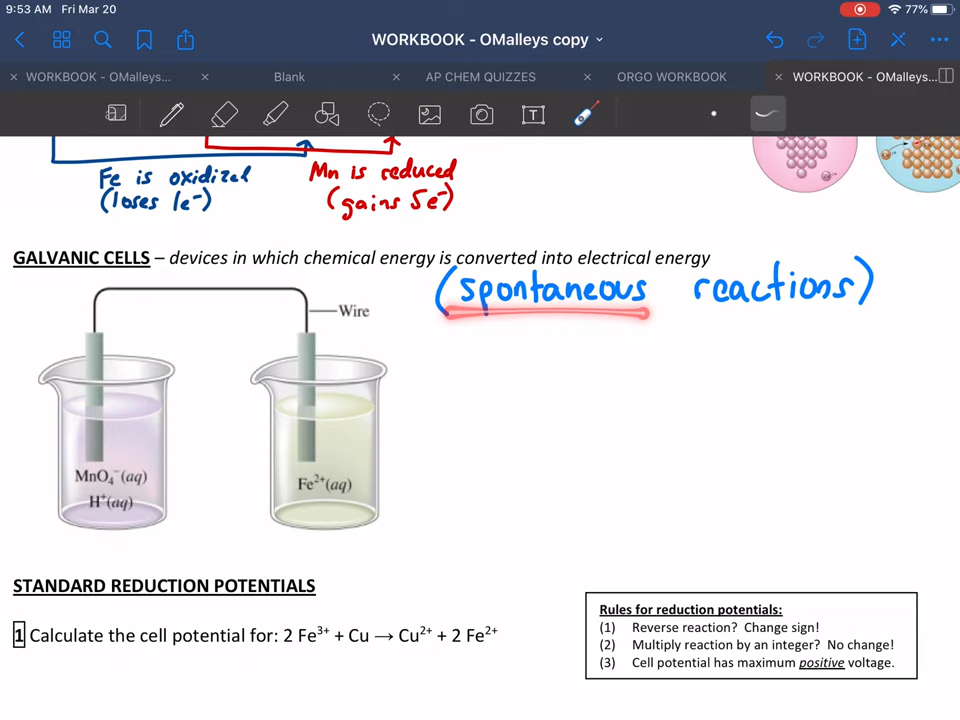 9:53 AM Fri Mar 20
77%
WORKBOOK - OMalleys copy
WORKBOOK - OMalleys...
Blank
AP CHEM QUIZZES
ORGO WORKBOOK
WORKBOOK - OMalleys...
Fe is oxidized Mn is reduced
(loses 1e⁻) (gains 5e⁻)
GALVANIC CELLS – devices in which chemical energy is converted into electrical energy
(spontaneous reactions)
Wire
MnO₄⁻(aq)
H⁺(aq)
Fe²⁺(aq)
STANDARD REDUCTION POTENTIALS
1 Calculate the cell potential for: 2 Fe³⁺ + Cu → Cu²⁺ + 2 Fe²⁺
Rules for reduction potentials:
(1) Reverse reaction? Change sign!
(2) Multiply reaction by an integer? No change!
(3) Cell potential has maximum positive voltage.